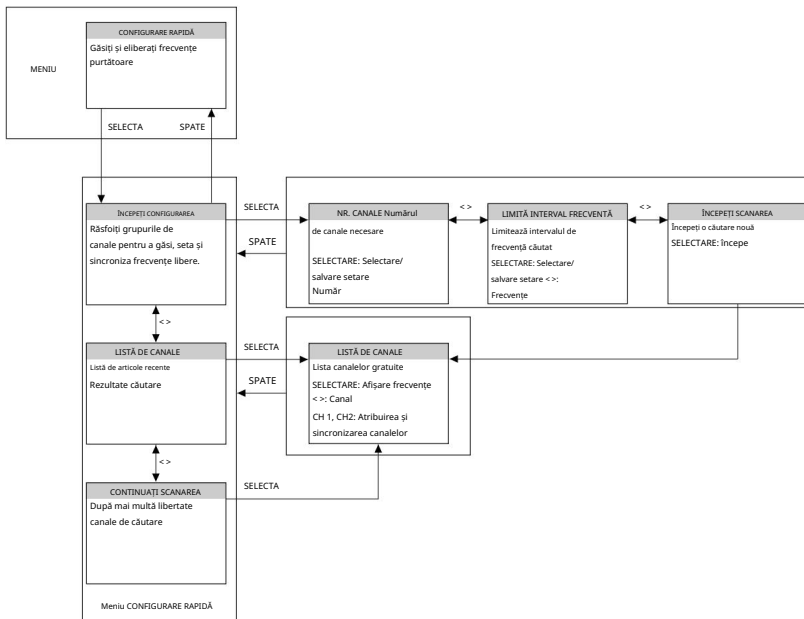 CONFIGURARE RAPIDĂ
Găsiți și eliberați frecvențe
purtătoare
MENIU
SELECTA
SPATE
ÎNCEPEȚI CONFIGURAREA
Răsfoiți grupurile de
canale pentru a găsi, seta și
sincroniza frecvențe libere.
SELECTA
SPATE
NR. CANALE Numărul
de canale necesare
SELECTARE: Selectare/
salvare setare
Număr
< >
LIMITĂ INTERVAL FRECVENȚĂ
Limitează intervalul de
frecvență căutat
SELECTARE: Selectare/
salvare setare < >:
Frecvențe
< >
ÎNCEPEȚI SCANAREA
Începeți o căutare nouă
SELECTARE: începe
< >
LISTĂ DE CANALE
Listă de articole recente
Rezultate căutare
SELECTA
SPATE
LISTĂ DE CANALE
Lista canalelor gratuite
SELECTARE: Afișare frecvențe
< >: Canal
CH 1, CH2: Atribuirea și
sincronizarea canalelor
< >
CONTINUAȚI SCANAREA
După mai multă libertate
canale de căutare
SELECTA
Meniu CONFIGURARE RAPIDĂ